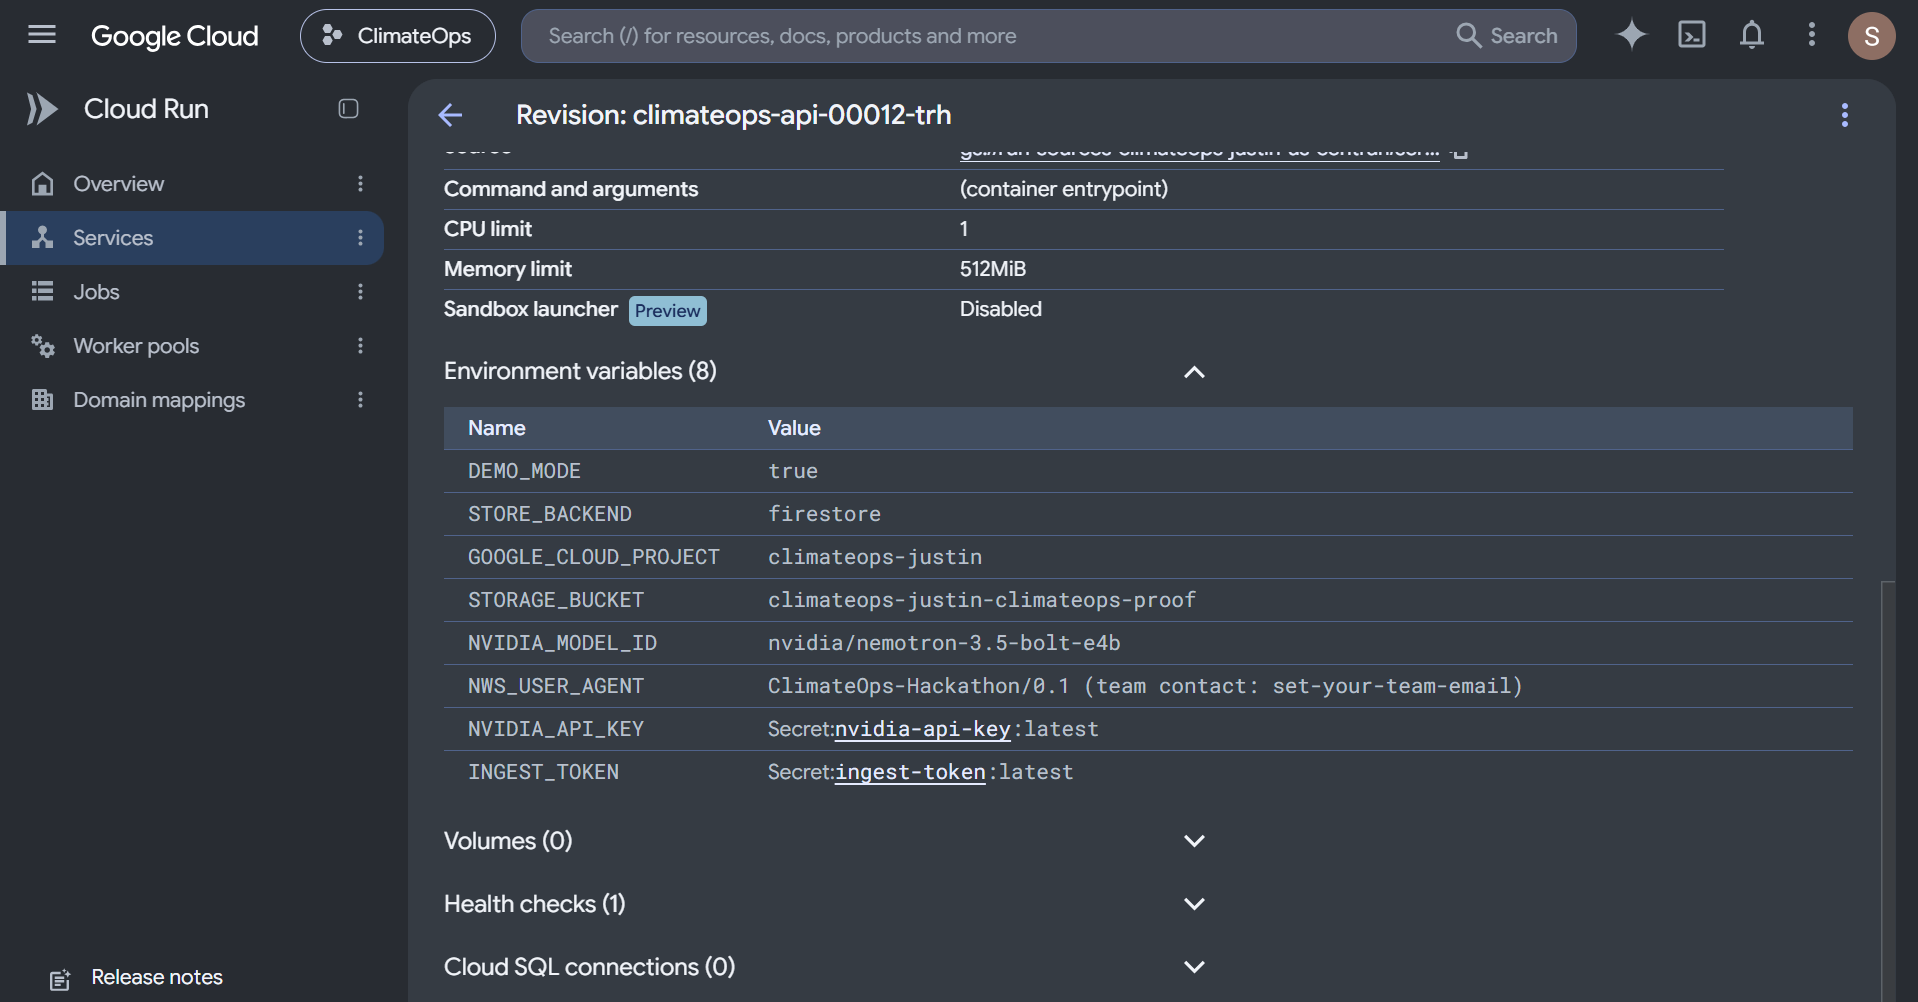 Google Cloud
ClimateOps
Search (/) for resources, docs, products and more
Search
S
Cloud Run
Overview
Services
Jobs
Worker pools
Domain mappings
Release notes
Revision: climateops-api-00012-trh
Command and arguments (container entrypoint)
CPU limit 1
Memory limit 512MiB
Sandbox launcher Preview Disabled
Environment variables (8)
Name Value
DEMO_MODE true
STORE_BACKEND firestore
GOOGLE_CLOUD_PROJECT climateops-justin
STORAGE_BUCKET climateops-justin-climateops-proof
NVIDIA_MODEL_ID nvidia/nemotron-3.5-bolt-e4b
NWS_USER_AGENT ClimateOps-Hackathon/0.1 (team contact: set-your-team-email)
NVIDIA_API_KEY Secret:nvidia-api-key:latest
INGEST_TOKEN Secret:ingest-token:latest
Volumes (0)
Health checks (1)
Cloud SQL connections (0)